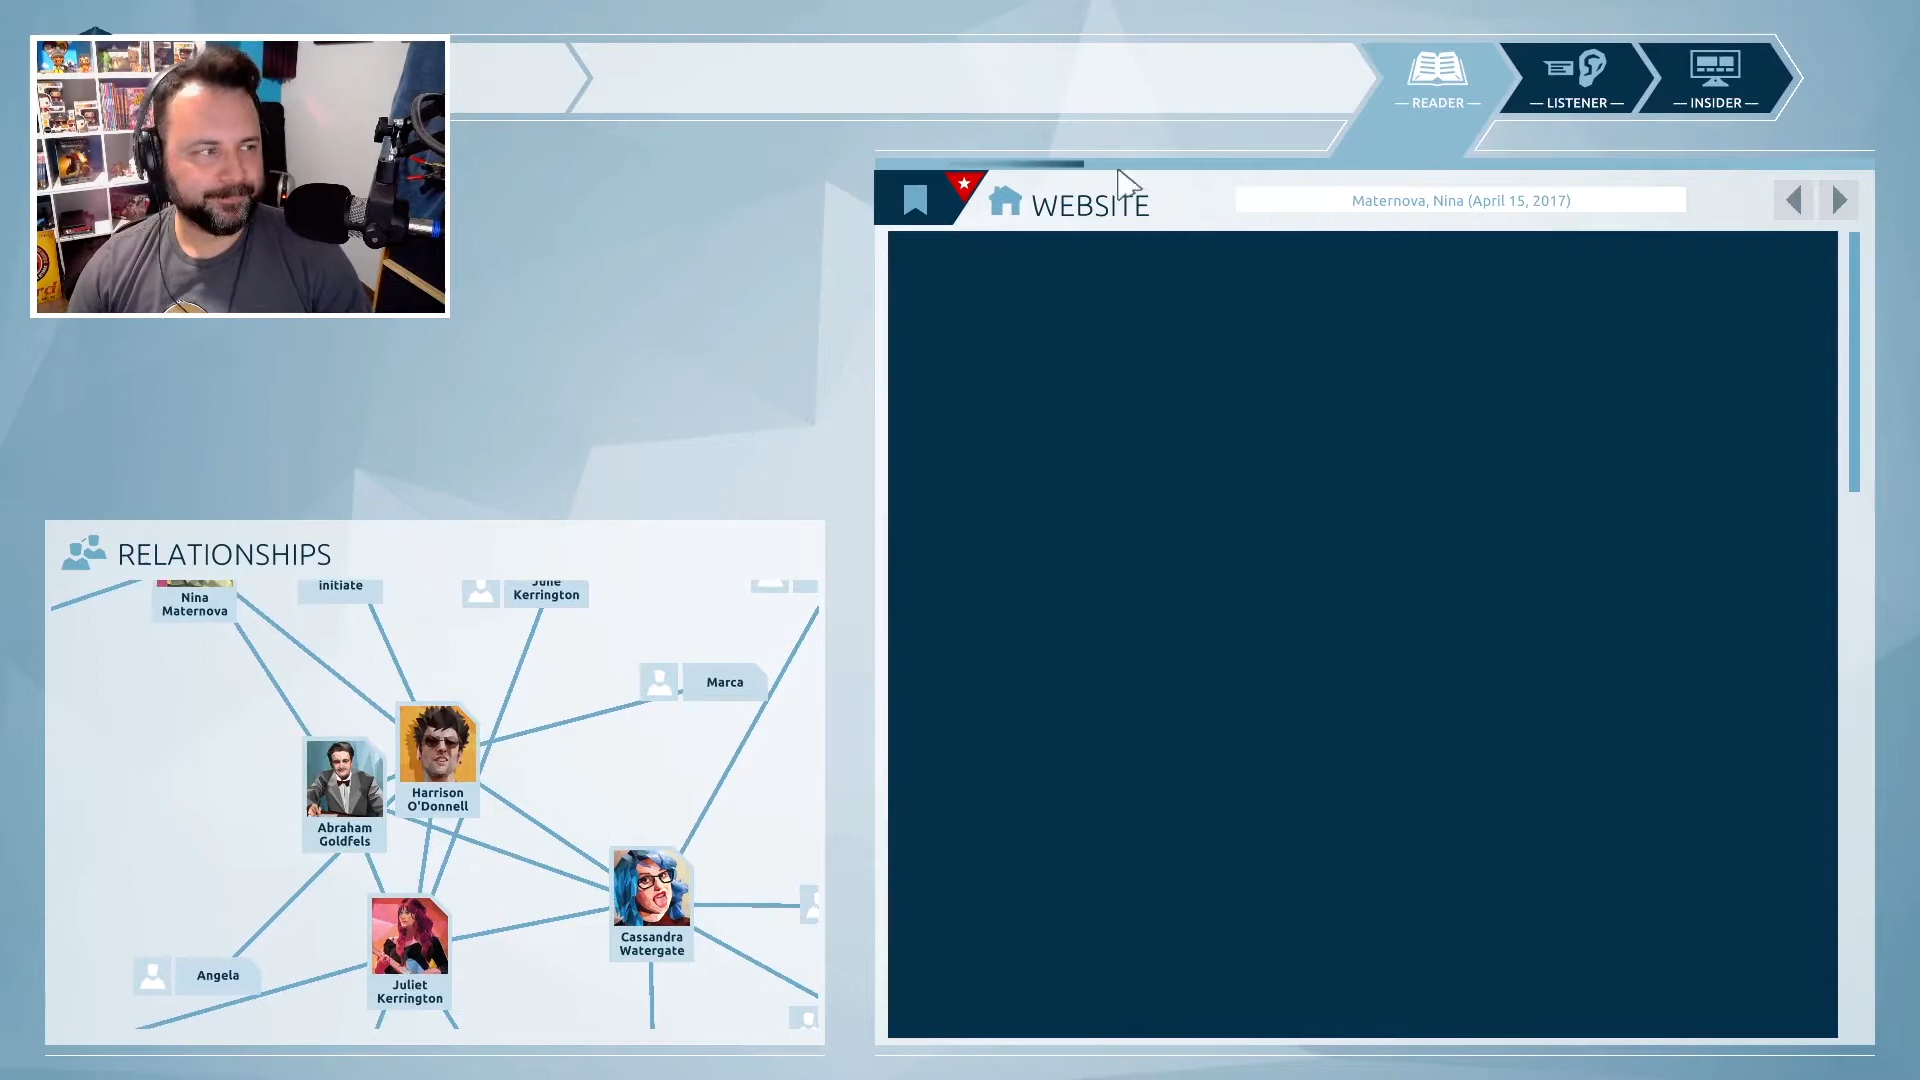 READER
LISTENER
INSIDER
WEBSITE
Maternova, Nina (April 15, 2017)
RELATIONSHIPS
Nina
Maternova
initiate
June
Kerrington
Marca
Harrison
O'Donnell
Abraham
Goldfels
Cassandra
Watergate
Angela
Juliet
Kerrington